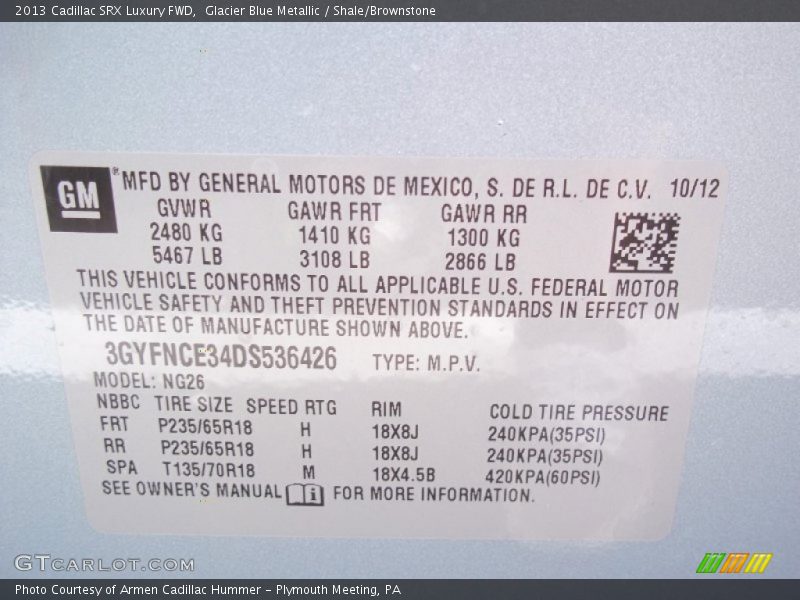 2013 Cadillac SRX Luxury FWD,  Glacier Blue Metallic / Shale/Brownstone
GM® MFD BY GENERAL MOTORS DE MEXICO, S. DE R.L. DE C.V. 10/12
GVWR GAWR FRT GAWR RR
2480 KG 1410 KG 1300 KG
5467 LB 3108 LB 2866 LB
THIS VEHICLE CONFORMS TO ALL APPLICABLE U.S. FEDERAL MOTOR
VEHICLE SAFETY AND THEFT PREVENTION STANDARDS IN EFFECT ON
THE DATE OF MANUFACTURE SHOWN ABOVE.
3GYFNCE34DS536426 TYPE: M.P.V.
MODEL: NG26
NBBC TIRE SIZE SPEED RTG RIM COLD TIRE PRESSURE
FRT P235/65R18 H 18X8J 240KPA(35PSI)
RR P235/65R18 H 18X8J 240KPA(35PSI)
SPA T135/70R18 M 18X4.5B 420KPA(60PSI)
SEE OWNER'S MANUAL i FOR MORE INFORMATION.
GTCARLOT.COM
Photo Courtesy of Armen Cadillac Hummer – Plymouth Meeting, PA